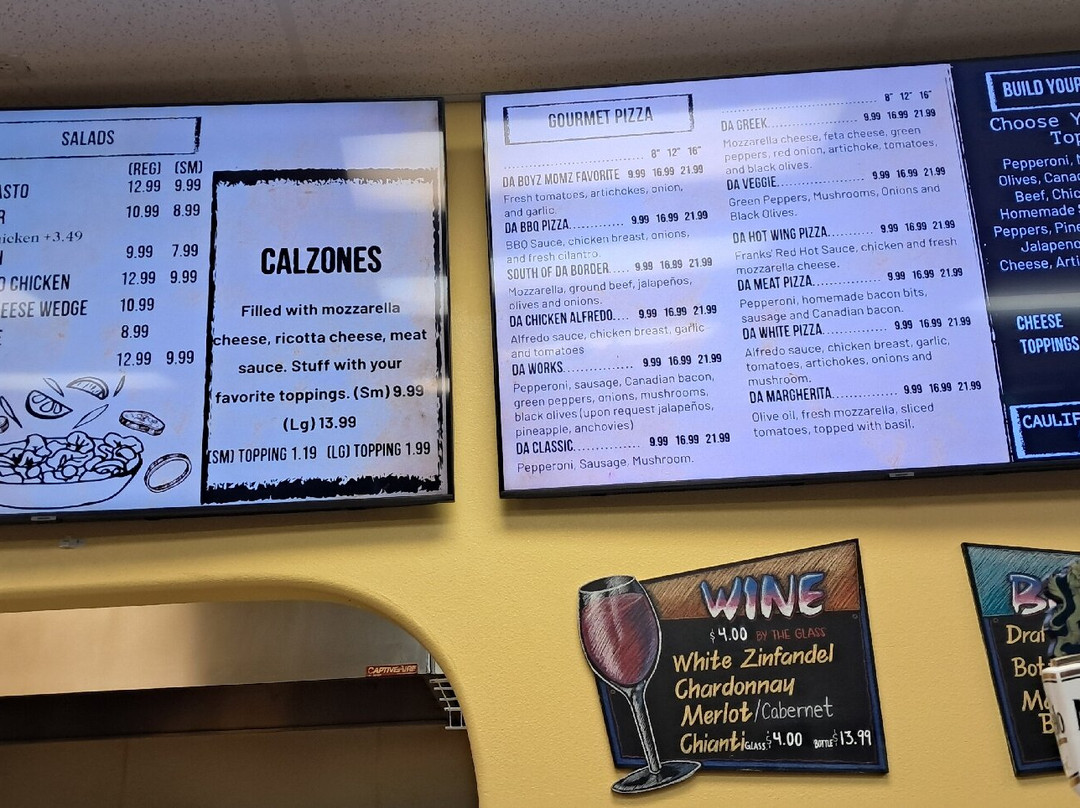 SALADS
(REG) (SM)
ASTO 12.99 9.99
R 10.99 8.99
icken +3.49
N 9.99 7.99
O CHICKEN 12.99 9.99
EESE WEDGE 10.99
E 8.99
12.99 9.99
CALZONES
Filled with mozzarella
cheese, ricotta cheese, meat
sauce. Stuff with your
favorite toppings. (Sm) 9.99
(Lg) 13.99
(SM) TOPPING 1.19 (LG) TOPPING 1.99
GOURMET PIZZA
8" 12" 16"
DA BOYZ MOMZ FAVORITE 9.99 16.99 21.99
Fresh tomatoes, artichokes, onion,
and garlic.
DA BBQ PIZZA............ 9.99 16.99 21.99
BBQ Sauce, chicken breast, onions,
and fresh cilantro.
SOUTH OF DA BORDER..... 9.99 16.99 21.99
Mozzarella, ground beef, jalapeños,
olives and onions.
DA CHICKEN ALFREDO.... 9.99 16.99 21.99
Alfredo sauce, chicken breast, garlic
and tomatoes
DA WORKS................. 9.99 16.99 21.99
Pepperoni, sausage, Canadian bacon,
green peppers, onions, mushrooms,
black olives (upon request jalapeños,
pineapple, anchovies)
DA CLASSIC............... 9.99 16.99 21.99
Pepperoni, Sausage, Mushroom.
8" 12" 16"
DA GREEK................... 9.99 16.99 21.99
Mozzarella cheese, feta cheese, green
peppers, red onion, artichoke, tomatoes,
and black olives.
DA VEGGIE................. 9.99 16.99 21.99
Green Peppers, Mushrooms, Onions and
Black Olives.
DA HOT WING PIZZA........ 9.99 16.99 21.99
Franks' Red Hot Sauce, chicken and fresh
mozzarella cheese.
DA MEAT PIZZA............. 9.99 16.99 21.99
Pepperoni, homemade bacon bits,
sausage and Canadian bacon.
DA WHITE PIZZA............ 9.99 16.99 21.99
Alfredo sauce, chicken breast, garlic,
tomatoes, artichokes, onions and
mushroom.
DA MARGHERITA............ 9.99 16.99 21.99
Olive oil, fresh mozzarella, sliced
tomatoes, topped with basil.
BUILD YOUR
Choose Y
To
Pepperoni,
Olives, Cana
Beef, Chic
Homemade
Peppers, Pine
Jalapeno
Cheese, Arti
CHEESE
TOPPINGS
CAULIF
CAPTIVEAIRE
WINE
$4.00 BY THE GLASS
White Zinfandel
Chardonnay
Merlot/Cabernet
Chianti GLASS $4.00 BOTTLE $13.99
B
Draf
Bot